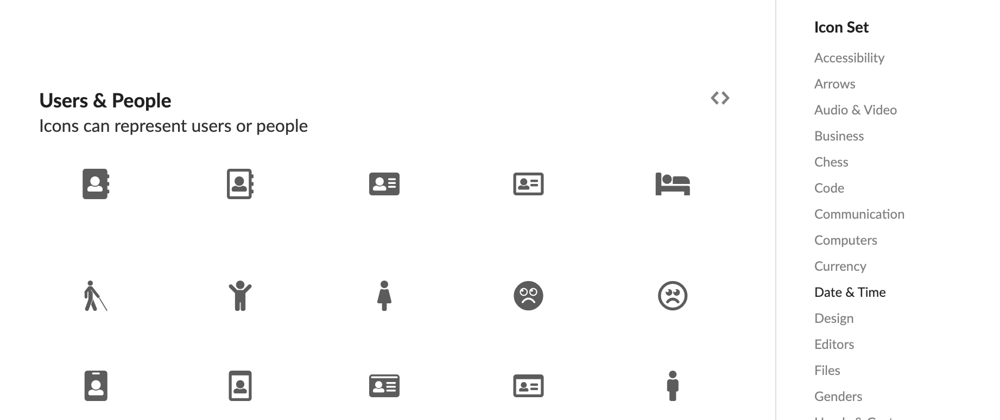 Users & People
Icons can represent users or people
Icon Set
Accessibility
Arrows
Audio & Video
Business
Chess
Code
Communication
Computers
Currency
Date & Time
Design
Editors
Files
Genders